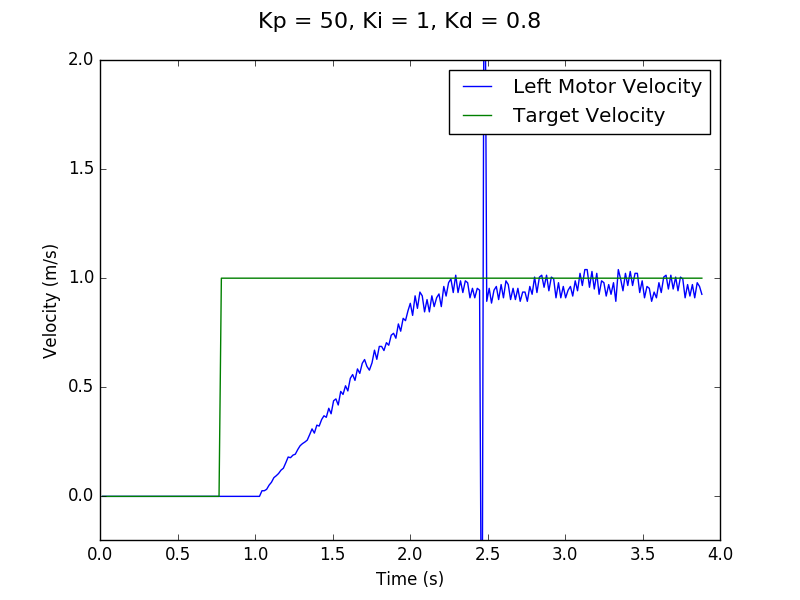 Kp = 50, Ki = 1, Kd = 0.8
2.0
Left Motor Velocity
Target Velocity
1.5
1.0
0.5
0.0
Velocity (m/s)
0.0 0.5 1.0 1.5 2.0 2.5 3.0 3.5 4.0
Time (s)